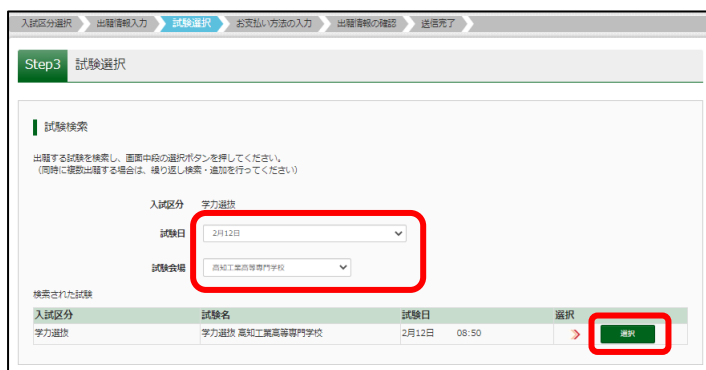 入試区分選択 出願情報入力 試験選択 お支払い方法の入力 出願情報の確認 送信完了
Step3 試験選択
試験検索
出願する試験を検索し、画面中段の選択ボタンを押してください。
（同時に複数出願する場合は、繰り返し検索・追加を行ってください）
入試区分 学力選抜
試験日 2月12日
試験会場 高知工業高等専門学校
検索された試験
入試区分 試験名 試験日 選択
学力選抜 学力選抜 高知工業高等専門学校 2月12日 08:50 選択